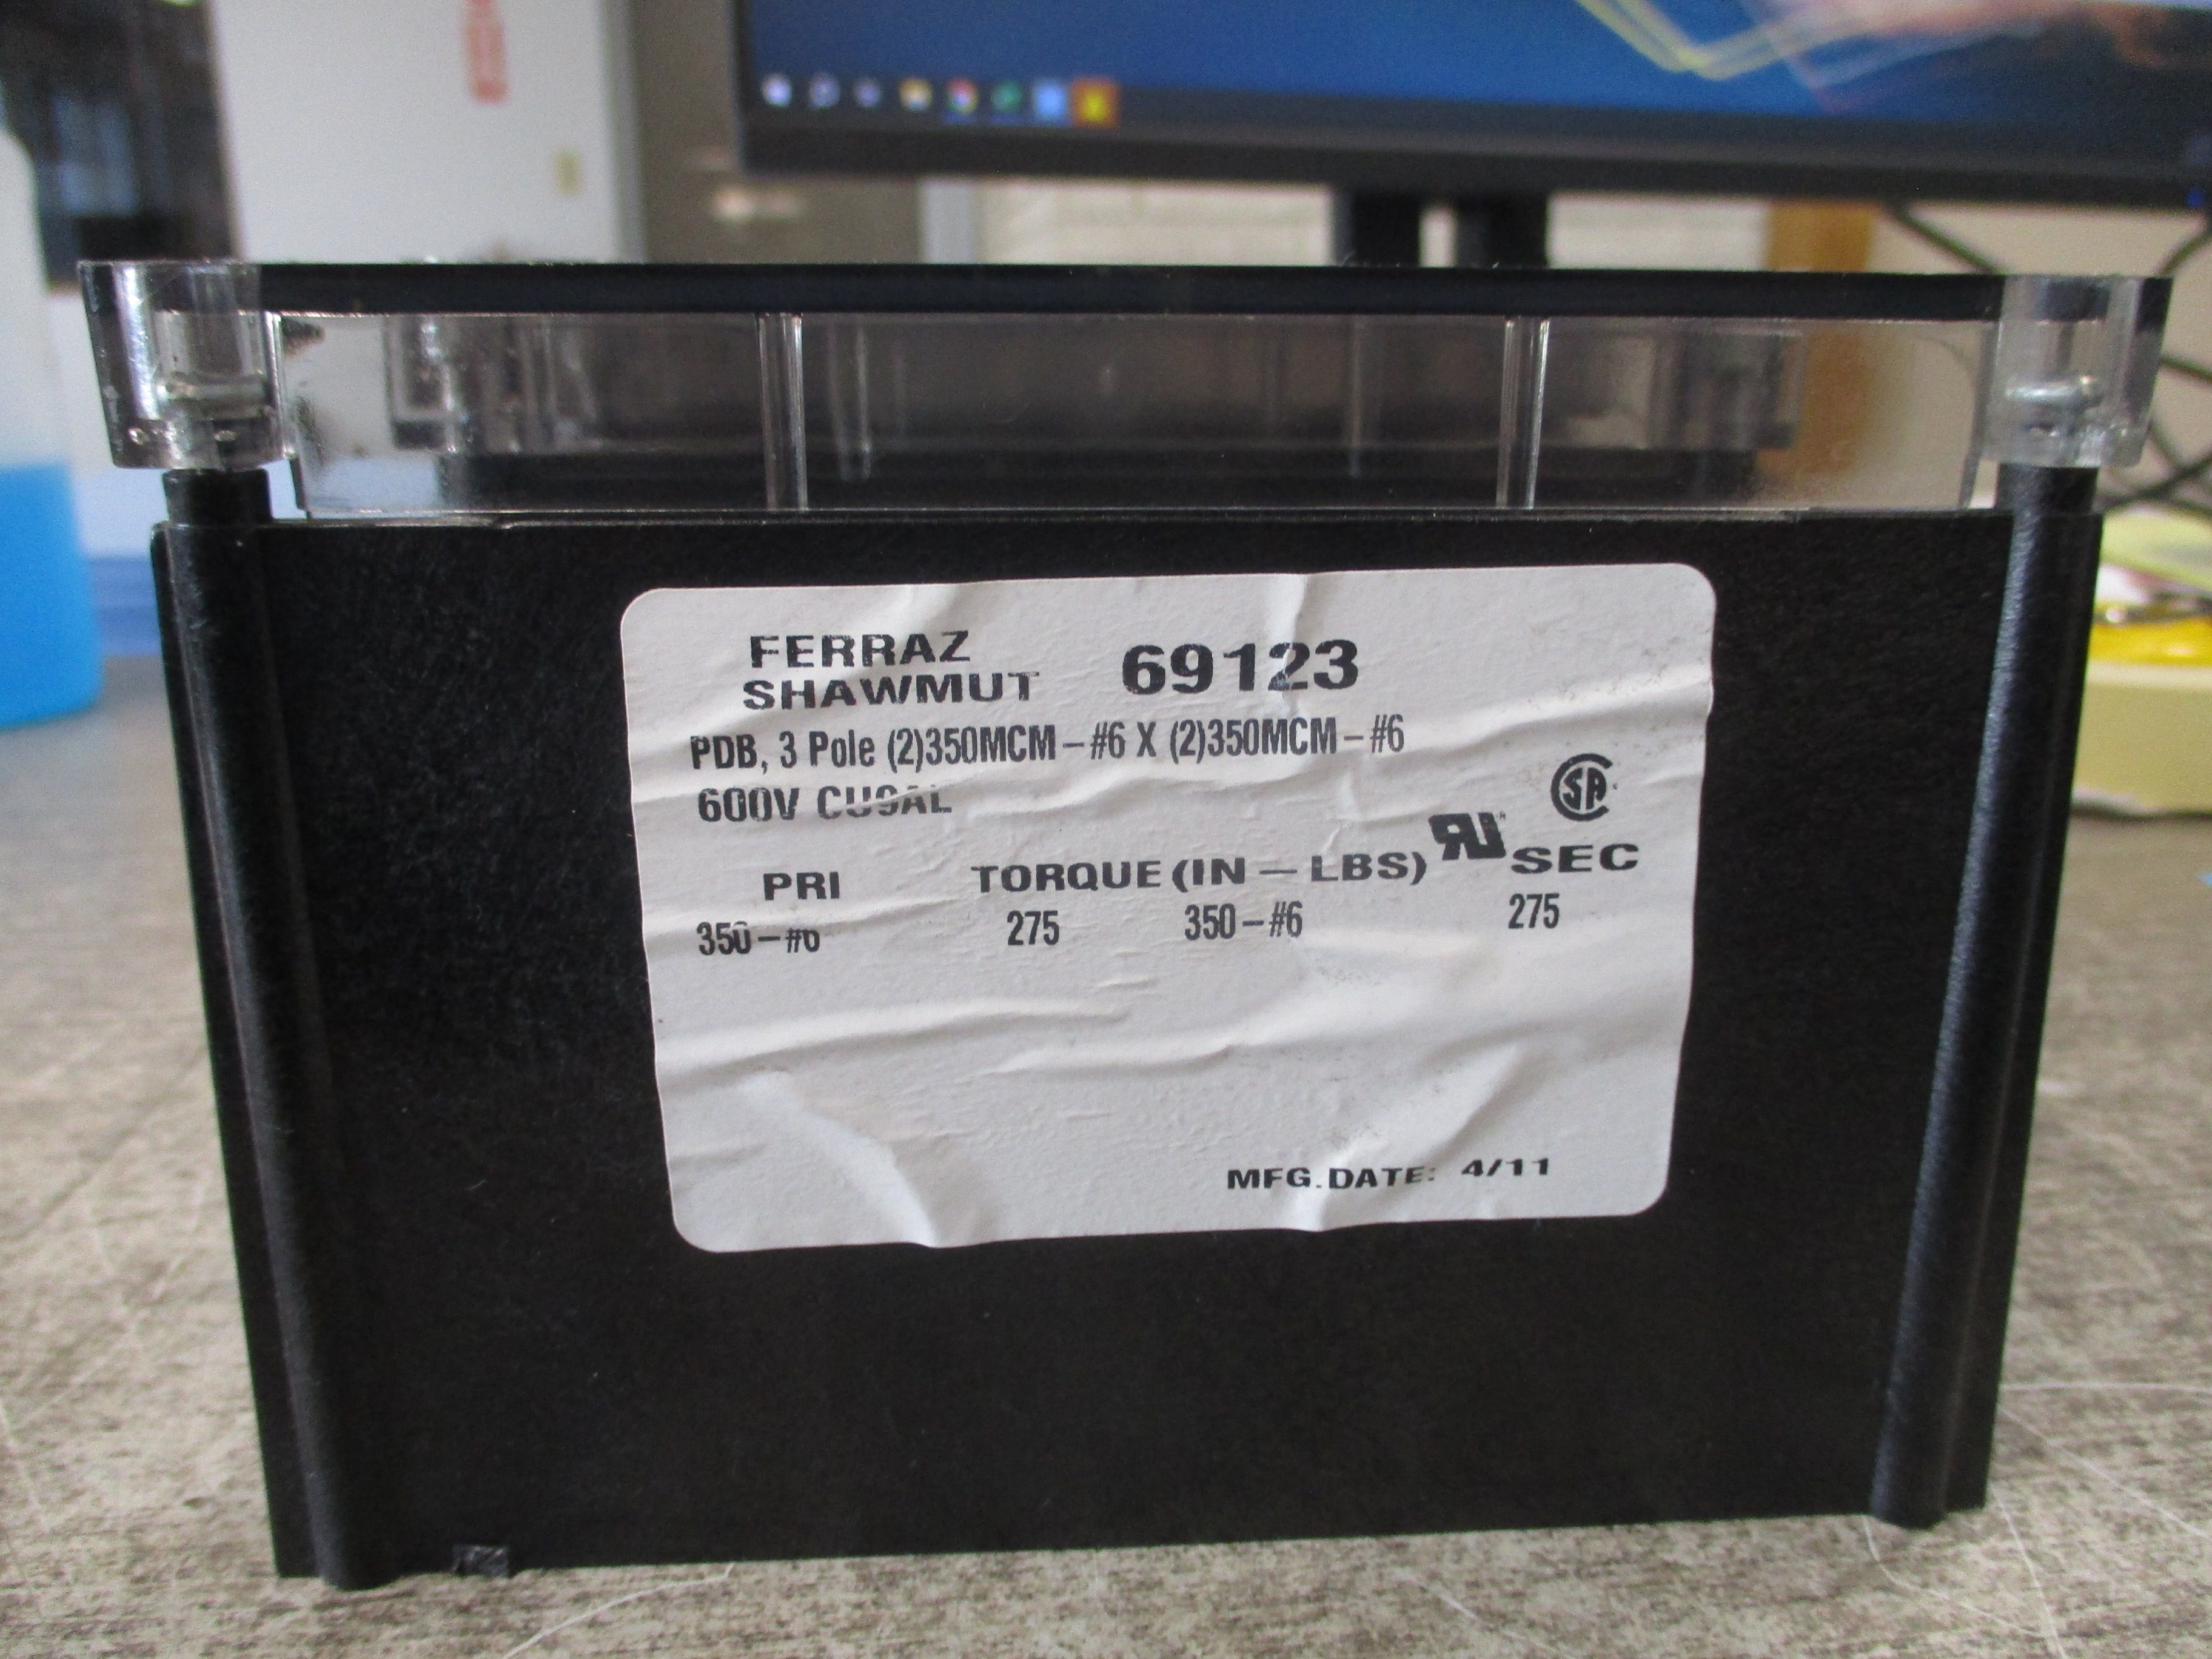 FERRAZ
SHAWMUT 69123
PDB, 3 Pole (2)350MCM-#6 X (2)350MCM-#6
600V CU9AL
PRI TORQUE (IN-LBS) SEC
350-#6 275 350-#6 275
MFG. DATE: 4/11